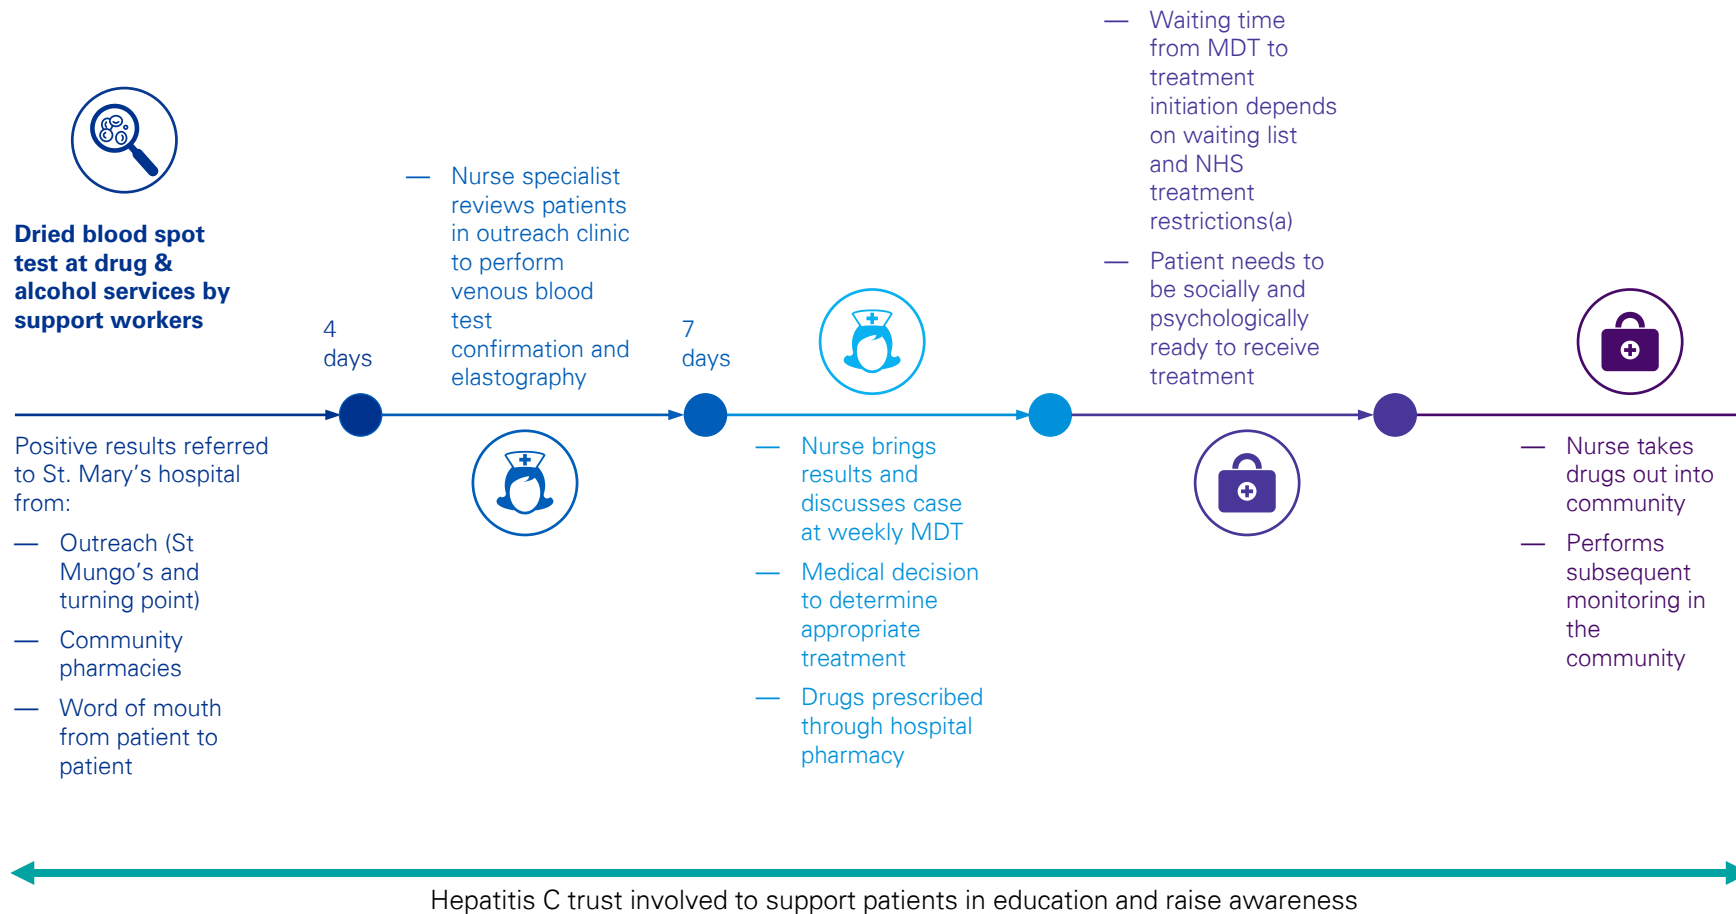 Dried blood spot
test at drug &
alcohol services by
support workers
Positive results referred
to St. Mary’s hospital
from:
— Outreach (St
Mungo’s and
turning point)
— Community
pharmacies
— Word of mouth
from patient to
patient
4
days
— Nurse specialist
reviews patients
in outreach clinic
to perform
venous blood
test
confirmation and
elastography
7
days
— Nurse brings
results and
discusses case
at weekly MDT
— Medical decision
to determine
appropriate
treatment
— Drugs prescribed
through hospital
pharmacy
— Waiting time
from MDT to
treatment
initiation depends
on waiting list
and NHS
treatment
restrictions(a)
— Patient needs to
be socially and
psychologically
ready to receive
treatment
— Nurse takes
drugs out into
community
— Performs
subsequent
monitoring in
the
community
Hepatitis C trust involved to support patients in education and raise awareness